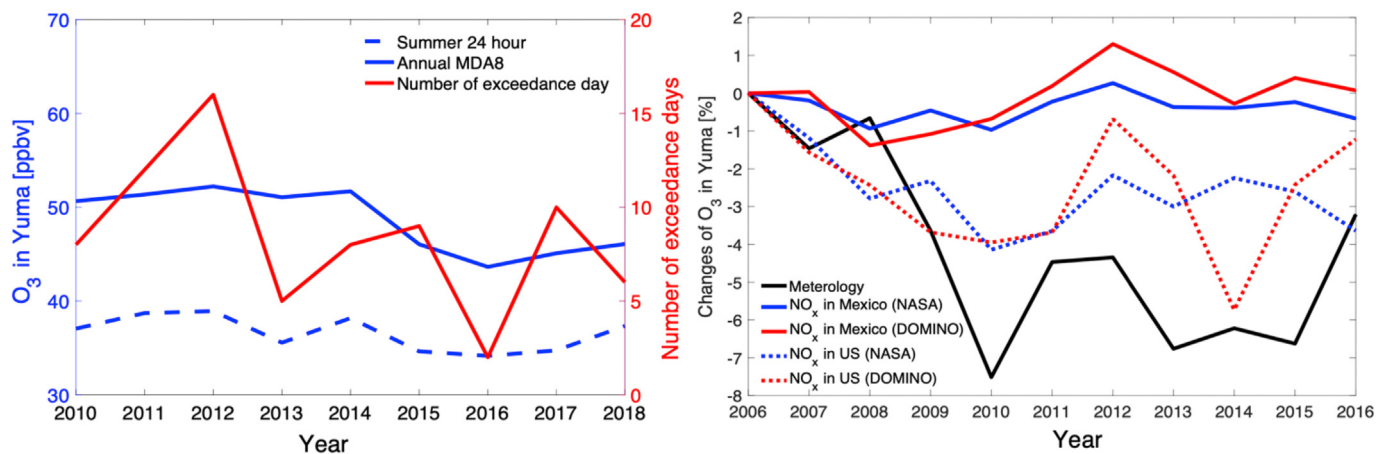 70
60
50
40
30
O3 in Yuma [ppbv]
20
15
10
5
0
Number of exceedance days
Summer 24 hour
Annual MDA8
Number of exceedance day
2010 2011 2012 2013 2014 2015 2016 2017 2018
Year
2
1
0
-1
-2
-3
-4
-5
-6
-7
-8
Changes of O3 in Yuma [%]
Meterology
NOx in Mexico (NASA)
NOx in Mexico (DOMINO)
NOx in US (NASA)
NOx in US (DOMINO)
2006 2007 2008 2009 2010 2011 2012 2013 2014 2015 2016
Year